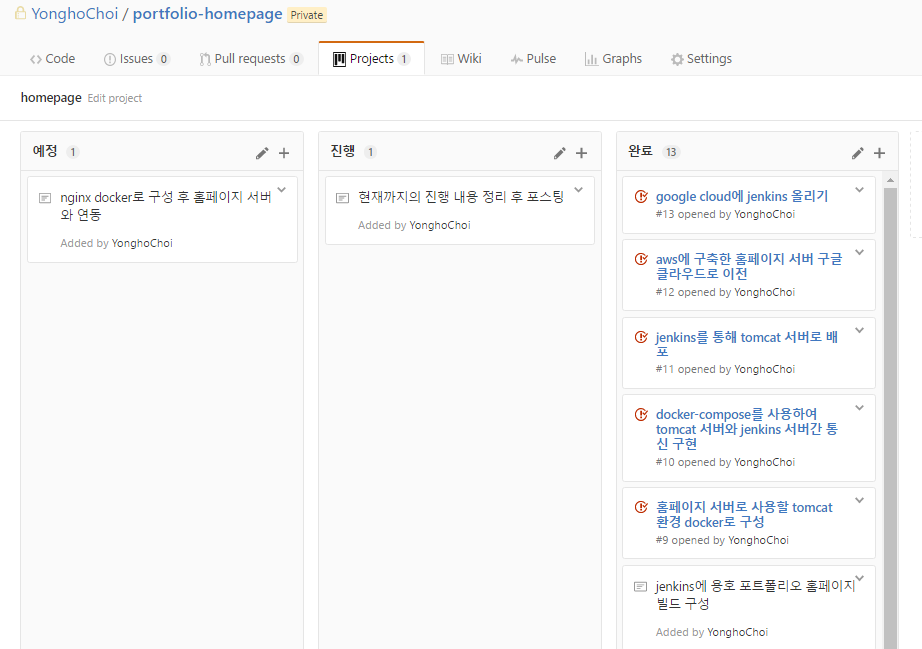 YonghoChoi / portfolio-homepage Private
Code Issues 0 Pull requests 0 Projects 1 Wiki Pulse Graphs Settings
homepage Edit project
예정 1
nginx docker로 구성 후 홈페이지 서버
와 연동
Added by YonghoChoi
진행 1
현재까지의 진행 내용 정리 후 포스팅
Added by YonghoChoi
완료 13
google cloud에 jenkins 올리기
#13 opened by YonghoChoi
aws에 구축한 홈페이지 서버 구글
클라우드로 이전
#12 opened by YonghoChoi
jenkins를 통해 tomcat 서버로 배
포
#11 opened by YonghoChoi
docker-compose를 사용하여
tomcat 서버와 jenkins 서버간 통
신 구현
#10 opened by YonghoChoi
홈페이지 서버로 사용할 tomcat
환경 docker로 구성
#9 opened by YonghoChoi
jenkins에 용호 포트폴리오 홈페이지
빌드 구성
Added by YonghoChoi